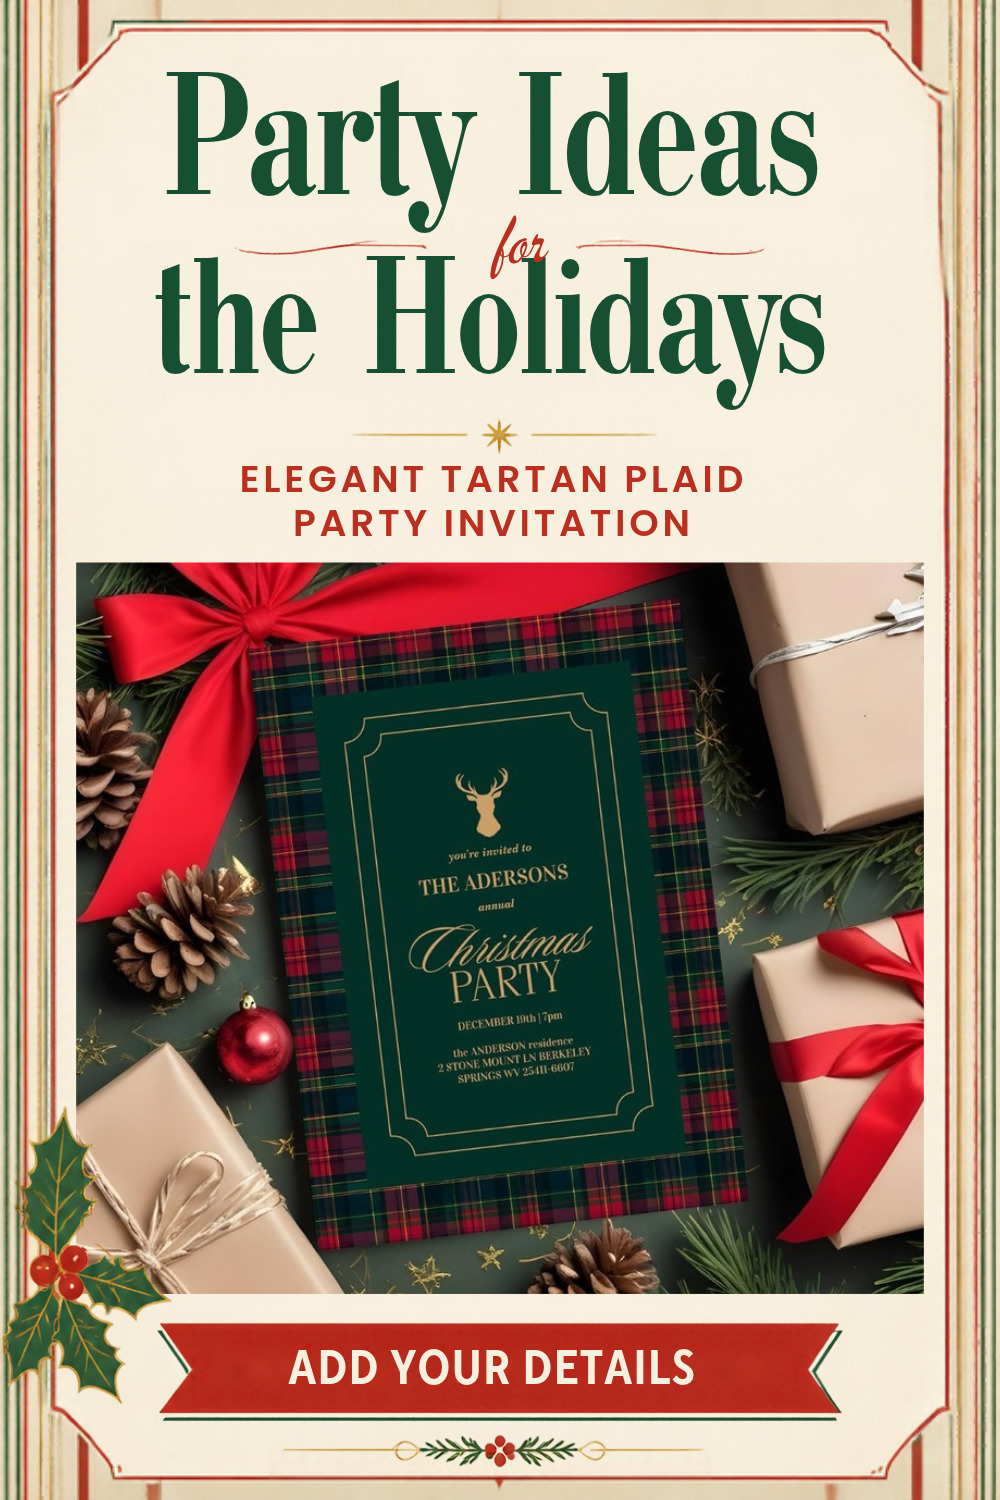 Party Ideas
for
the Holidays
ELEGANT TARTAN PLAID
PARTY INVITATION
you're invited to
THE ADERSONS
annual
Christmas
PARTY
DECEMBER 19th | 7pm
the ANDERSON residence
2 STONE MOUNT LN BERKELEY
SPRINGS WV 25411-6607
ADD YOUR DETAILS